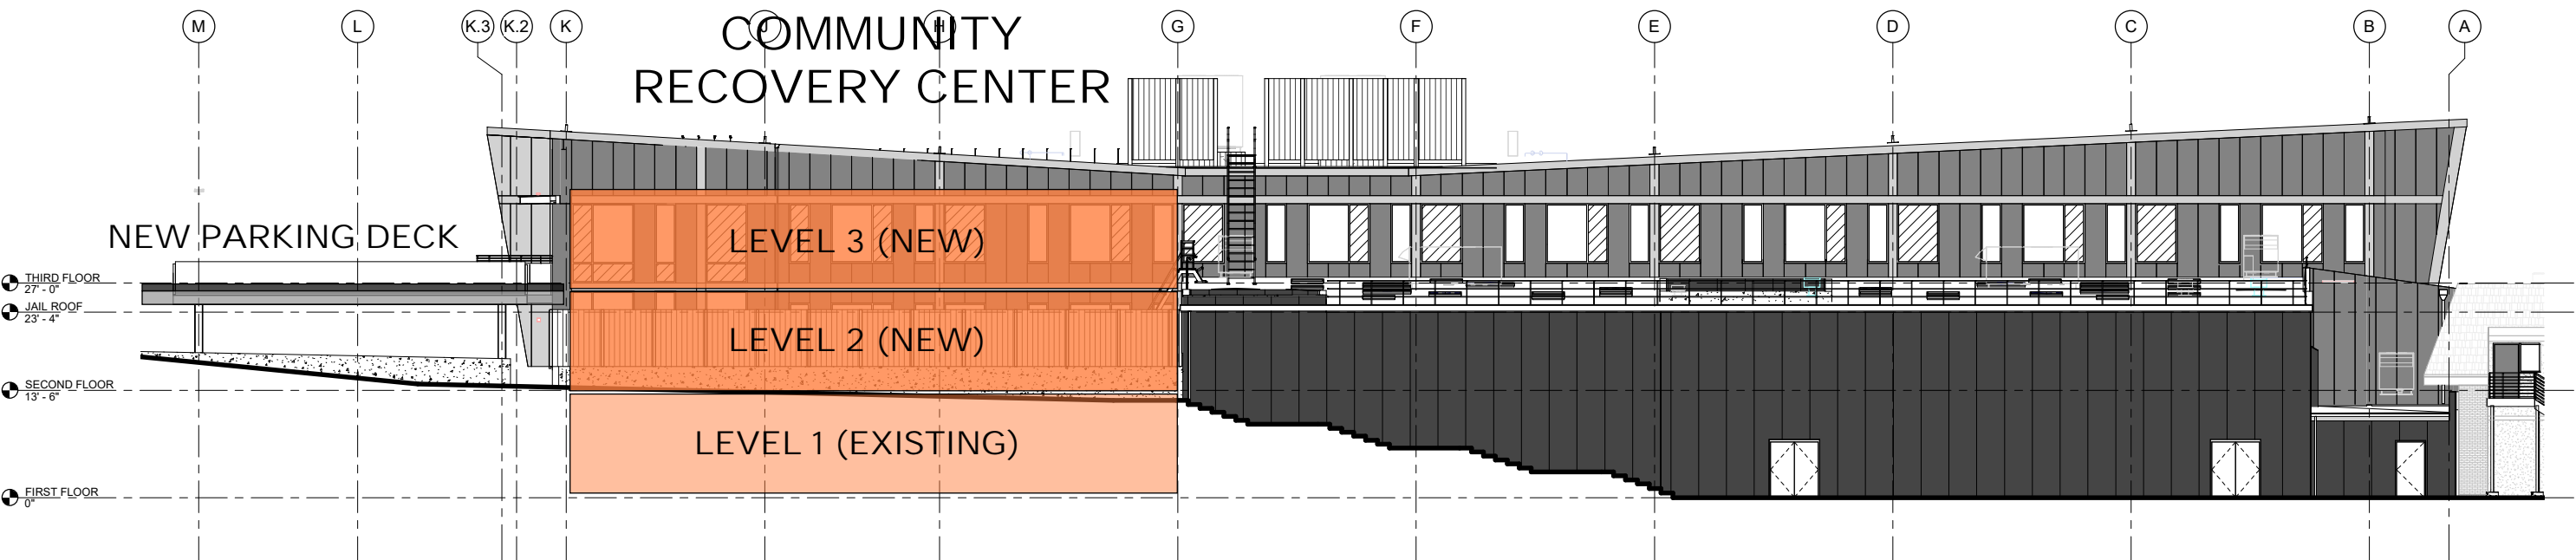 M
L
K.3
K.2
K
J
H
G
F
E
D
C
B
A
COMMUNITY
RECOVERY CENTER
NEW PARKING DECK
LEVEL 3 (NEW)
THIRD FLOOR
27' - 0"
JAIL ROOF
23' - 4"
LEVEL 2 (NEW)
SECOND FLOOR
13' - 6"
LEVEL 1 (EXISTING)
FIRST FLOOR
0"